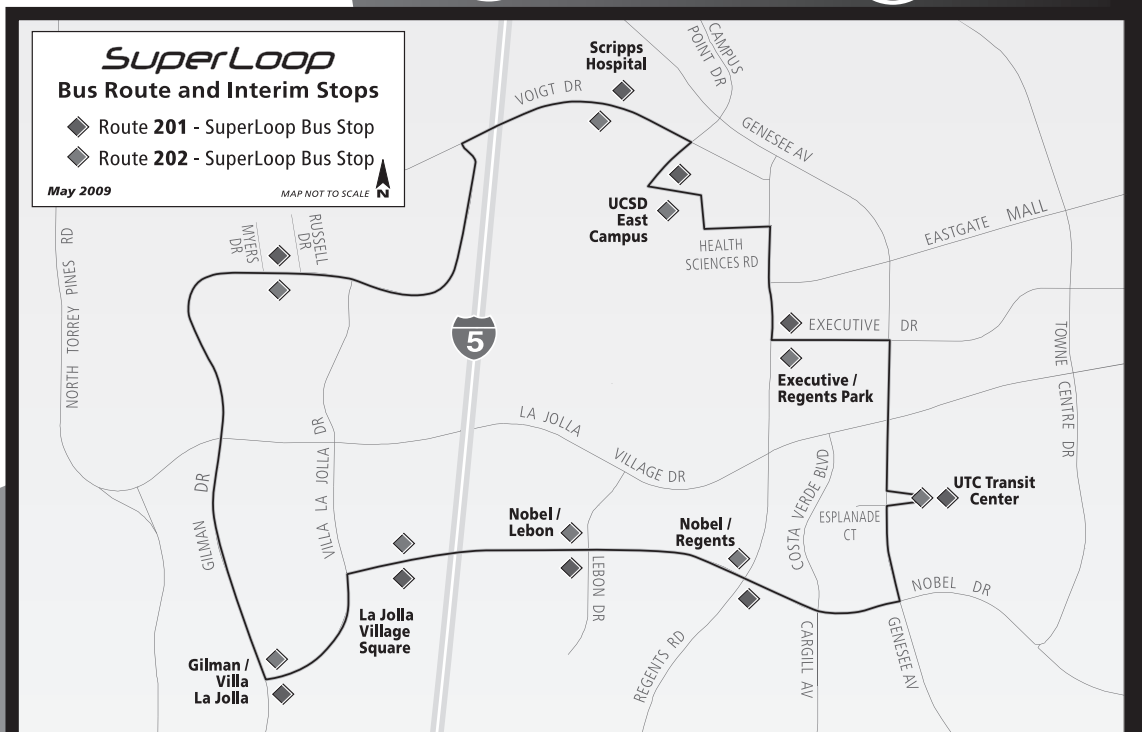 SuperLoop
Bus Route and Interim Stops
Route 201 - SuperLoop Bus Stop
Route 202 - SuperLoop Bus Stop
May 2009
MAP NOT TO SCALE
N
Scripps
Hospital
VOIGT DR
CAMPUS
POINT DR
GENESEE AV
UCSD
East
Campus
HEALTH
SCIENCES RD
EASTGATE MALL
NORTH TORREY PINES RD
MYERS
DR
RUSSELL
DR
5
EXECUTIVE DR
Executive /
Regents Park
TOWNE CENTRE DR
LA JOLLA
VILLAGE DR
GILMAN DR
VILLA LA JOLLA DR
COSTA VERDE BLVD
ESPLANADE
CT
UTC Transit
Center
Nobel /
Lebon
Nobel /
Regents
LEBON DR
NOBEL DR
La Jolla
Village
Square
REGENTS RD
CARGILL AV
GENESEE AV
Gilman /
Villa
La Jolla